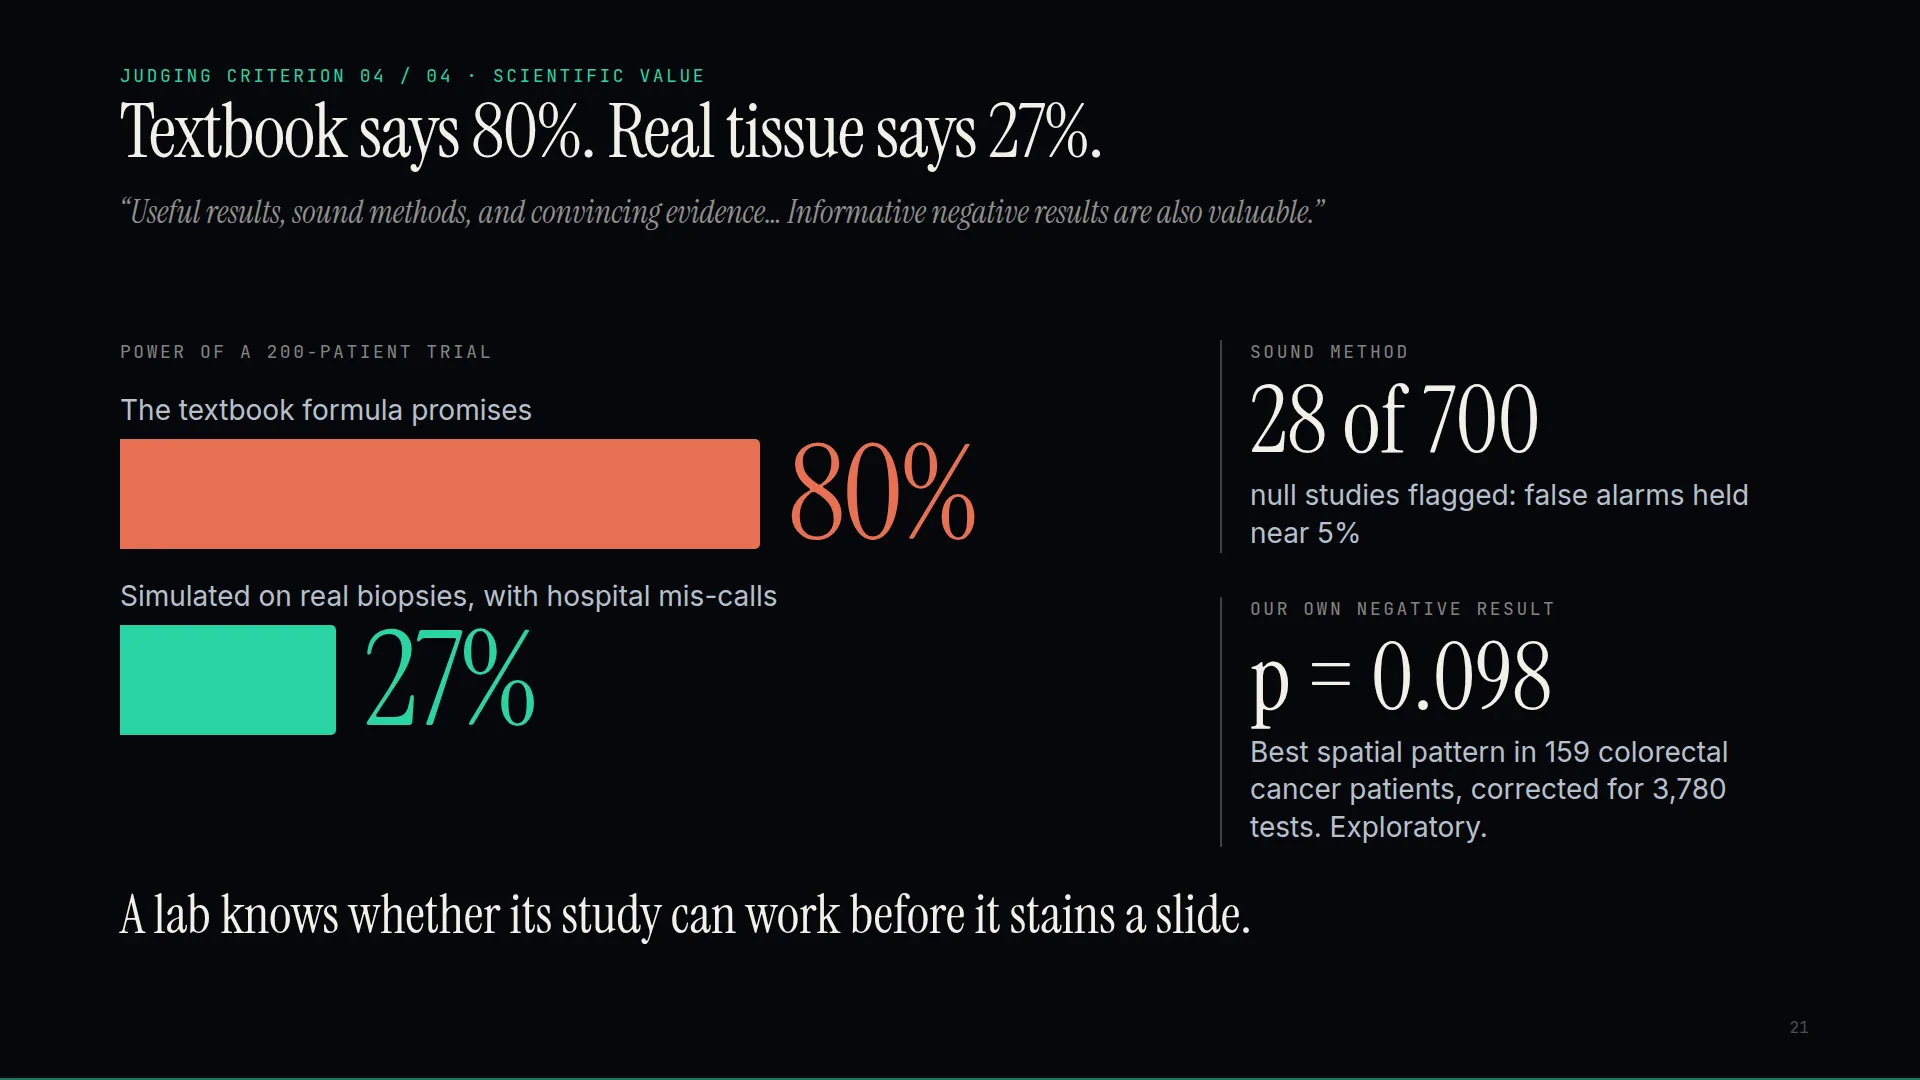 JUDGING CRITERION 04 / 04 · SCIENTIFIC VALUE
Textbook says 80%. Real tissue says 27%.
“Useful results, sound methods, and convincing evidence... Informative negative results are also valuable.”
POWER OF A 200-PATIENT TRIAL
The textbook formula promises
80%
Simulated on real biopsies, with hospital mis-calls
27%
SOUND METHOD
28 of 700
null studies flagged: false alarms held
near 5%
OUR OWN NEGATIVE RESULT
p = 0.098
Best spatial pattern in 159 colorectal
cancer patients, corrected for 3,780
tests. Exploratory.
A lab knows whether its study can work before it stains a slide.
21